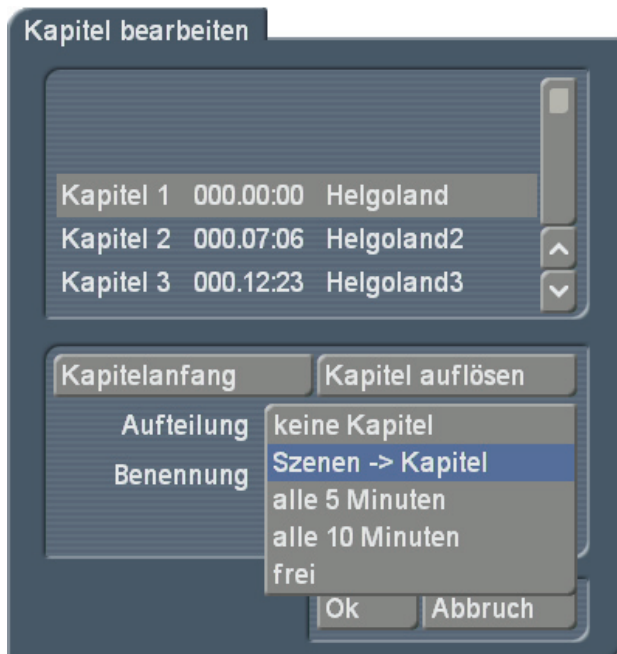 Kapitel bearbeiten
Kapitel 1 000.00:00 Helgoland
Kapitel 2 000.07:06 Helgoland2
Kapitel 3 000.12:23 Helgoland3
Kapitelanfang Kapitel auflösen
Aufteilung keine Kapitel
Szenen -> Kapitel
Benennung
alle 5 Minuten
alle 10 Minuten
frei
Ok Abbruch